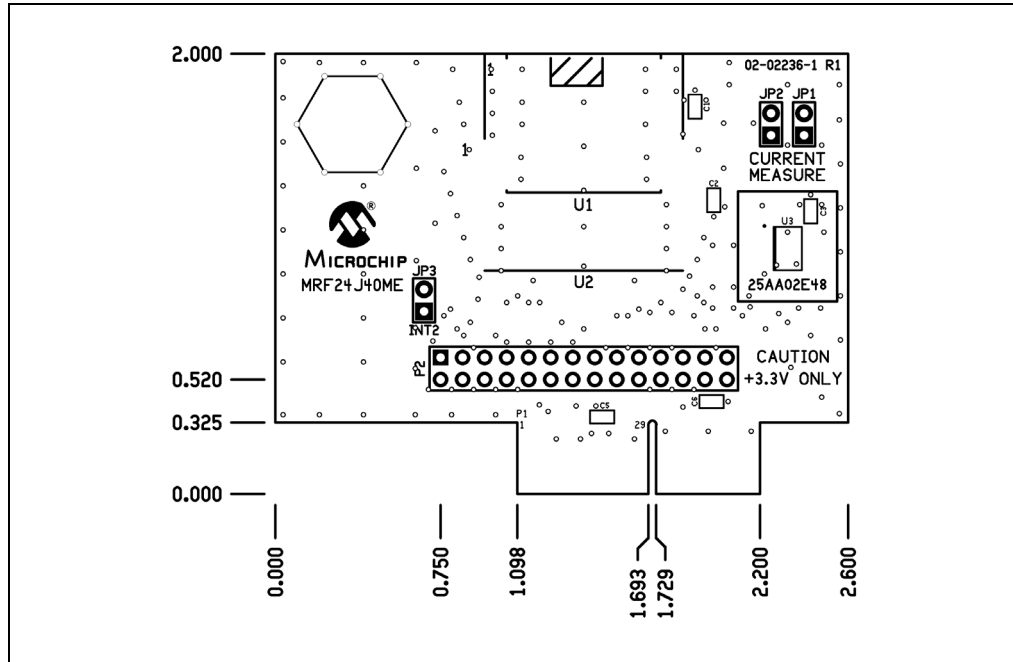 2.000
02-02236-1 R1
JP2 JP1
1
C10
1
CURRENT
MEASURE
C2
C9
U1
U3
®
MICROCHIP
MRF24J40ME
JP3
U2
25AA02E48
INT2
P2
CAUTION
+3.3V ONLY
0.520
C6
P1
C5
0.325
1
29
0.000
0.000
0.750
1.098
1.693
1.729
2.200
2.600